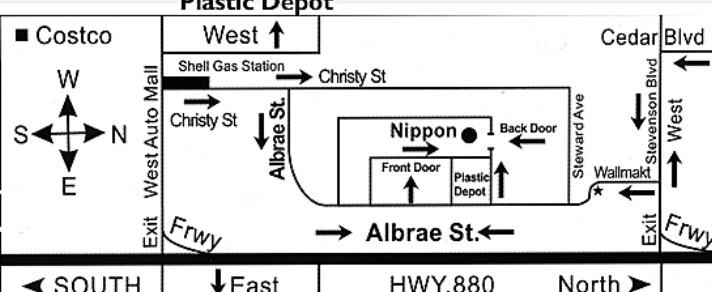 Plastic Depot
Costco
West
Cedar Blvd
Shell Gas Station
Christy St
Christy St
W
S N
E
West Auto Mall
Albrae St.
Nippon
Back Door
Front Door
Plastic
Depot
Steward Ave
Stevenson Blvd
West
Wallmakt
Exit
Frwy
Albrae St.
Exit
Frwy
SOUTH
East
HWY.880
North